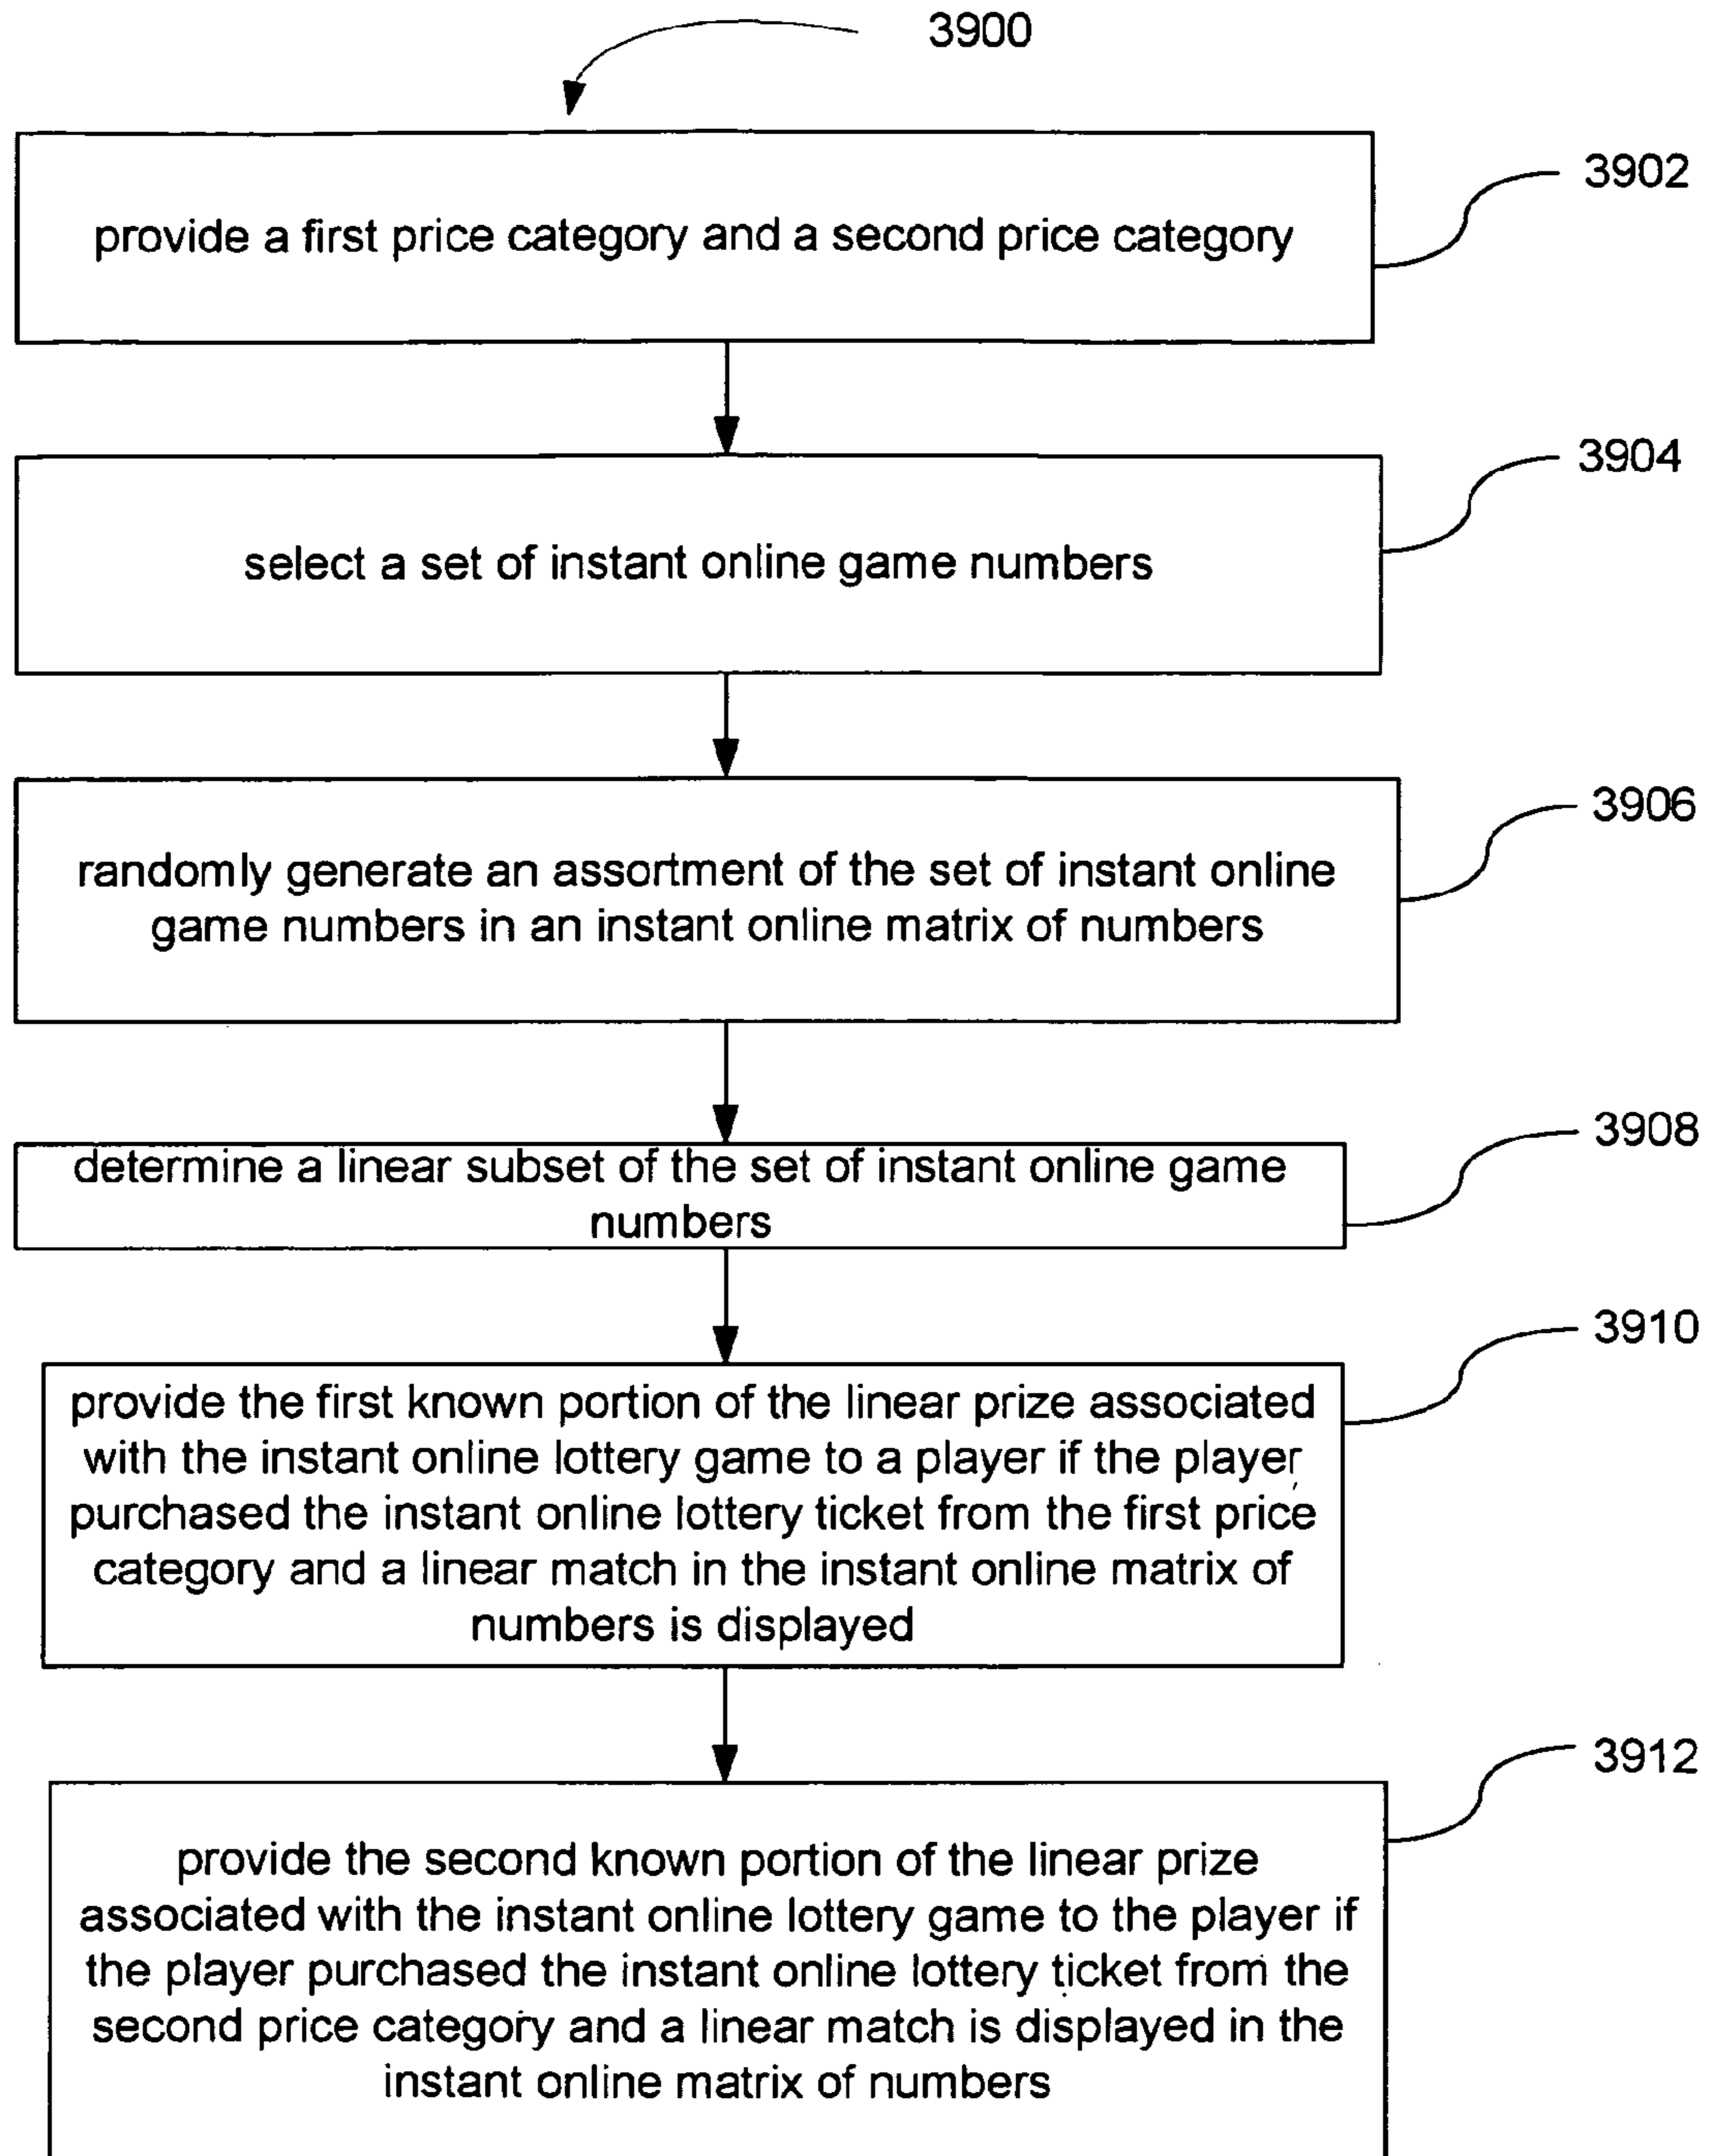 3900
3902
provide a first price category and a second price category
3904
select a set of instant online game numbers
3906
randomly generate an assortment of the set of instant online
game numbers in an instant online matrix of numbers
3908
determine a linear subset of the set of instant online game
numbers
3910
provide the first known portion of the linear prize associated
with the instant online lottery game to a player if the player
purchased the instant online lottery ticket from the first price
category and a linear match in the instant online matrix of
numbers is displayed
3912
provide the second known portion of the linear prize
associated with the instant online lottery game to the player if
the player purchased the instant online lottery ticket from the
second price category and a linear match is displayed in the
instant online matrix of numbers